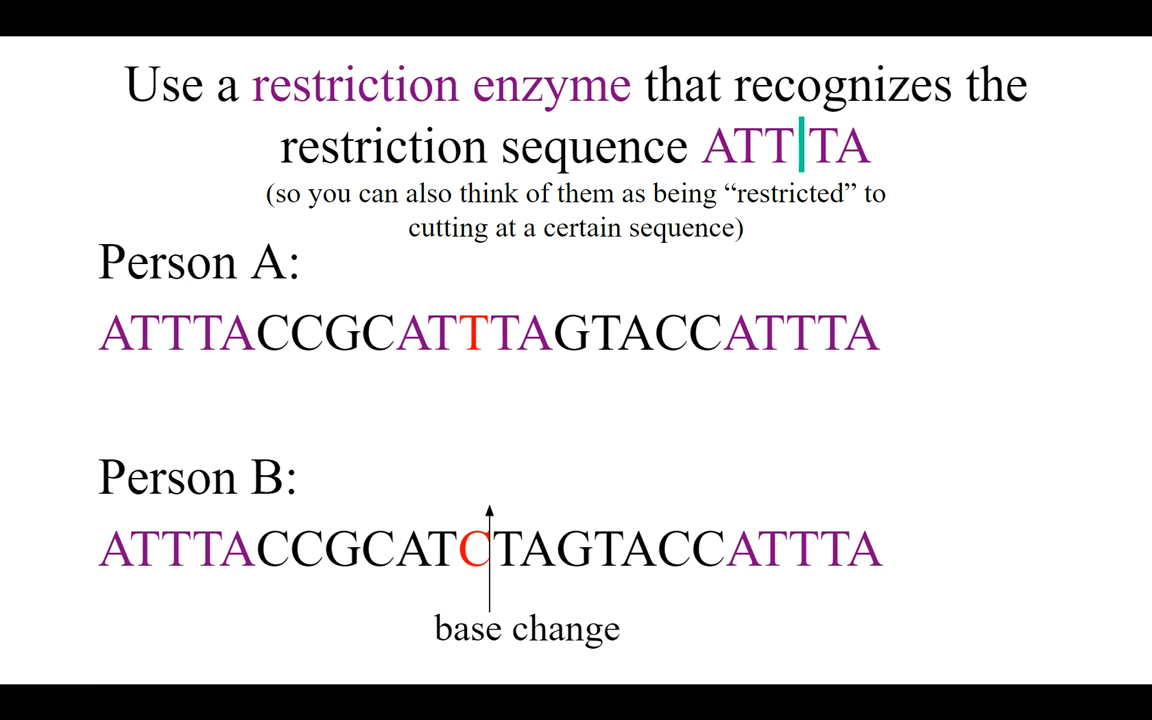 Use a restriction enzyme that recognizes the
restriction sequence ATT|TA
(so you can also think of them as being “restricted” to
cutting at a certain sequence)
Person A:
ATTTACCGCATTTAGTACCATTTA
Person B:
ATTTACCGCATCTAGTACCATTTA
base change